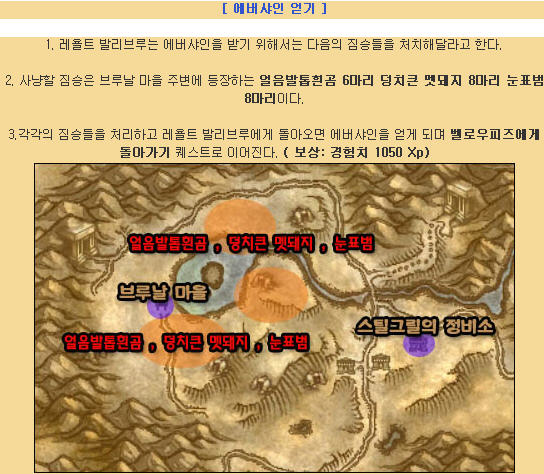 [ 에버샤인 얻기 ]
1. 레욜트 발리브루는 에버샤인을 받기 위해서는 다음의 짐승들을 처치해달라고 한다.
2. 사냥할 짐승은 브루날 마을 주변에 등장하는 얼음발톱흰곰 6마리 덩치큰 멧돼지 8마리 눈표범
8마리이다.
3.각각의 짐승들을 처리하고 레욜트 발리브루에게 돌아오면 에버샤인을 얻게 되며 벨로우피즈에게
돌아가기 퀘스트로 이어진다. ( 보상: 경험치 1050 Xp)
얼음발톱흰곰 , 덩치큰 멧돼지 , 눈표범
브루날 마을
스틸그릴의 정비소
얼음발톱흰곰 , 덩치큰 멧돼지 , 눈표범